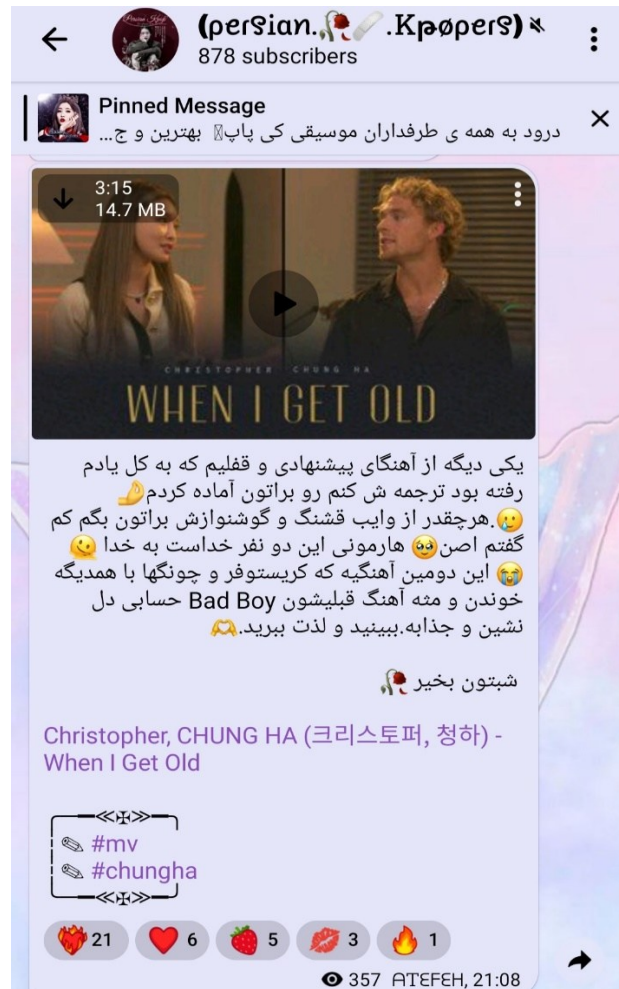 (ρєrƧian.🥀🩹.Kpøpєrs)
878 subscribers
Pinned Message
درود به همه ی طرفداران موسیقی کی پاپ بهترین و ج...
3:15
14.7 MB
CHRISTOPHER CHUNG HA
WHEN I GET OLD
یکی دیگه از آهنگای پیشنهادی و قفلیم که به کل یادم
رفته بود ترجمه ش کنم رو براتون آماده کردم🤌
🥲.هرچقدر از وایب قشنگ و گوشنوازش براتون بگم کم
گفتم اصن🥹 هارمونی این دو نفر خداست به خدا 🫠
😭 این دومین آهنگیه که کریستوفر و چونگها با همدیگه
خوندن و مثه آهنگ قبلیشون Bad Boy حسابی دل
نشین و جذابه.ببینید و لذت ببرید.🫶
شبتون بخیر 🥀
Christopher, CHUNG HA (크리스토퍼, 청하) -
When I Get Old
╭━≪✠≫━╮
✎ #mv
✎ #chungha
╰━≪✠≫━╯
❤️‍🔥 21 ❤️ 6 🍓 5 💋 3 🔥 1
357 ATEFEH, 21:08